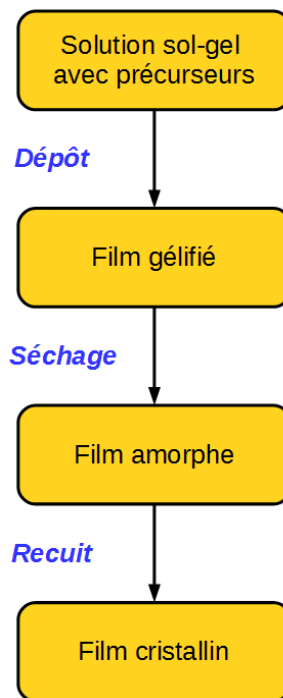 Solution sol-gel
avec précurseurs
Dépôt
Film gélifié
Séchage
Film amorphe
Recuit
Film cristallin